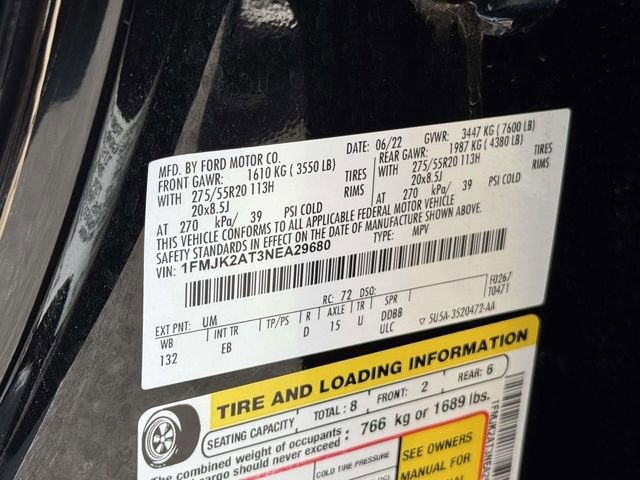 MFD. BY FORD MOTOR CO.
DATE: 06/22 GVWR: 3447 KG (7600 LB)
FRONT GAWR: 1610 KG (3550 LB) REAR GAWR: 1987 KG (4380 LB)
WITH 275/55R20 113H TIRES WITH 275/55R20 113H TIRES
20x8.5J RIMS 20x8.5J RIMS
AT 270 kPa/ 39 PSI COLD AT 270 kPa/ 39 PSI COLD
THIS VEHICLE CONFORMS TO ALL APPLICABLE FEDERAL MOTOR VEHICLE
SAFETY STANDARDS IN EFFECT ON THE DATE OF MANUFACTURE SHOWN ABOVE.
VIN: 1FMJK2AT3NEA29680 TYPE: MPV
F0267
T0471
EXT PNT: UM RC: 72 DSO:
WB INT TR TP/PS R AXLE TR SPR
132 EB D 15 U DDBB
ULC ▽ 5U5A-3520472-AA
TIRE AND LOADING INFORMATION
SEATING CAPACITY TOTAL: 8 FRONT: 2 REAR: 6
The combined weight of occupants
and cargo should never exceed: 766 kg or 1689 lbs.
COLD TIRE PRESSURE
SEE OWNERS
MANUAL FOR